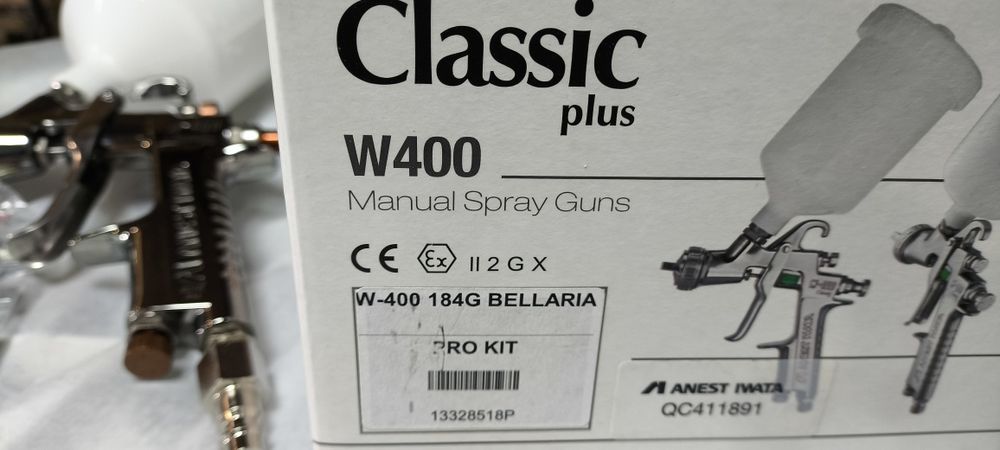 Classic
plus
W400
Manual Spray Guns
CE Ex II 2 G X
W-400 184G BELLARIA
PRO KIT
13328518P
ANEST IWATA
QC411891